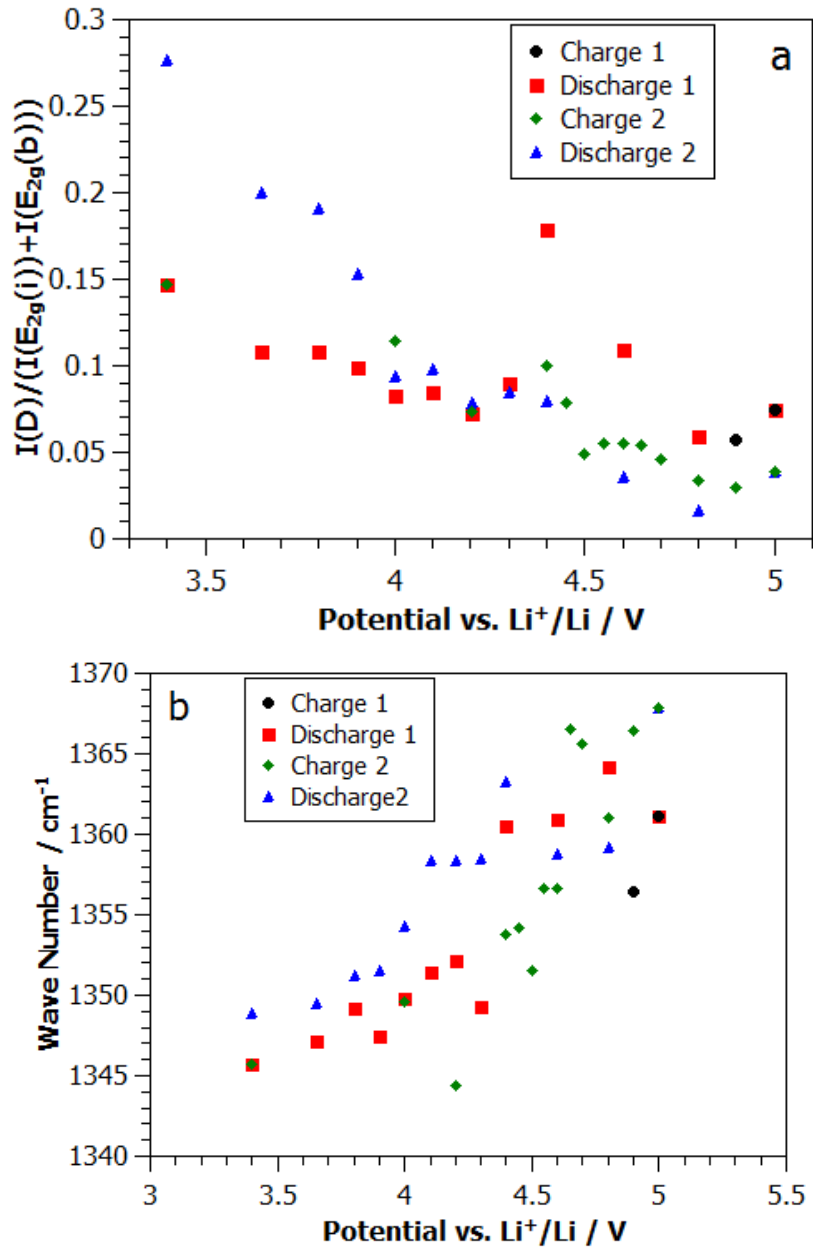 a
Charge 1
Discharge 1
Charge 2
Discharge 2
I(D)/(I(E₂g(i))+I(E₂g(b)))
0.3
0.25
0.2
0.15
0.1
0.05
0
3.5 4 4.5 5
Potential vs. Li⁺/Li / V
b
Charge 1
Discharge 1
Charge 2
Discharge2
Wave Number / cm⁻¹
1370
1365
1360
1355
1350
1345
1340
3 3.5 4 4.5 5 5.5
Potential vs. Li⁺/Li / V